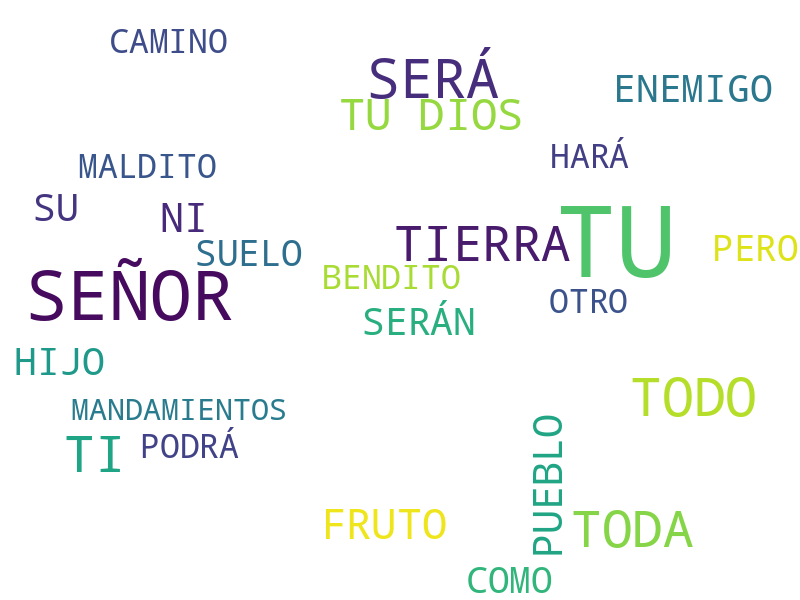 CAMINO
SERÁ
ENEMIGO
TU DIOS
HARÁ
MALDITO
SU
NI
TU
TIERRA
PERO
SUELO
BENDITO
SEÑOR
OTRO
SERÁN
HIJO
TODO
MANDAMIENTOS
PODRÁ
TI
PUEBLO
FRUTO
TODA
COMO